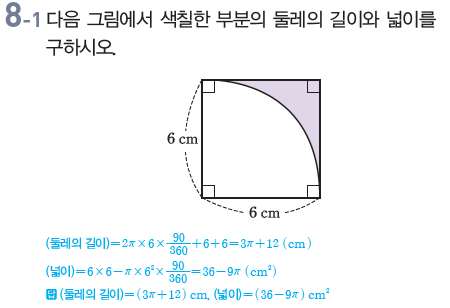 8-1 다음 그림에서 색칠한 부분의 둘레의 길이와 넓이를
구하시오.
6 cm
6 cm
(둘레의 길이)=2π×6×90/360+6+6=3π+12 (cm)
(넓이)=6×6-π×6²×90/360=36-9π (cm²)
답 (둘레의 길이)=(3π+12) cm, (넓이)=(36-9π) cm²